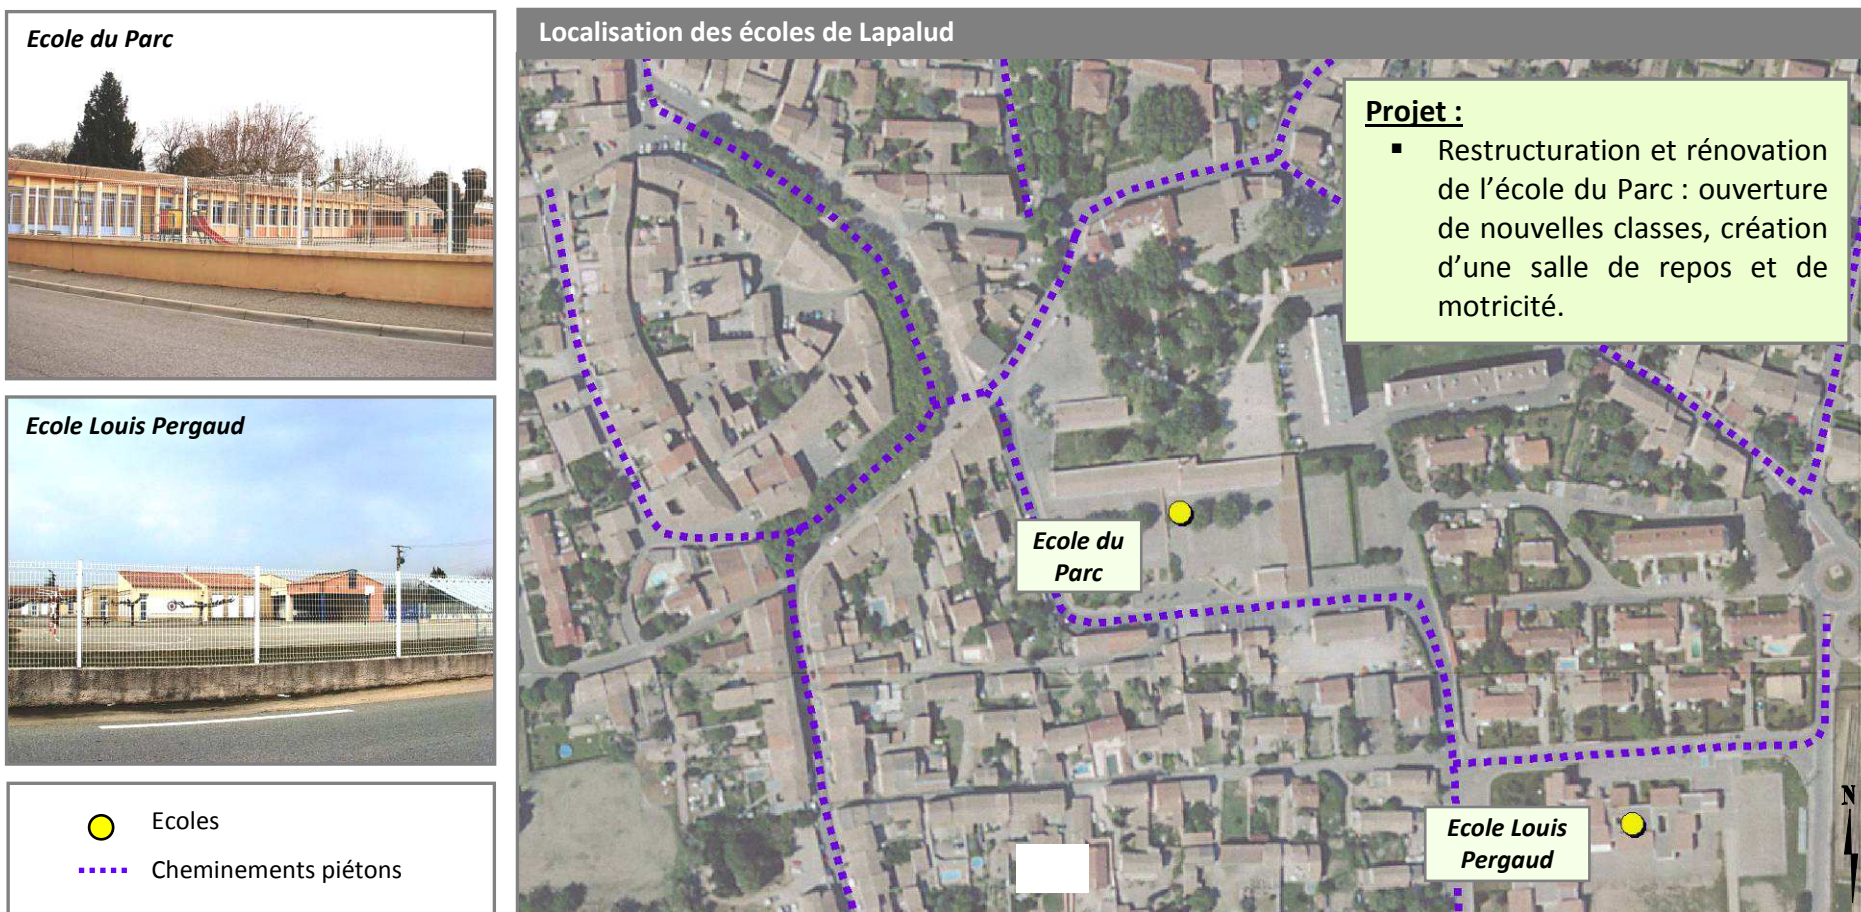 Ecole du Parc
Localisation des écoles de Lapalud
Projet :
▪ Restructuration et rénovation
de l'école du Parc : ouverture
de nouvelles classes, création
d'une salle de repos et de
motricité.
Ecole Louis Pergaud
Ecole du
Parc
Ecole Louis
Pergaud
N
Ecoles
Cheminements piétons